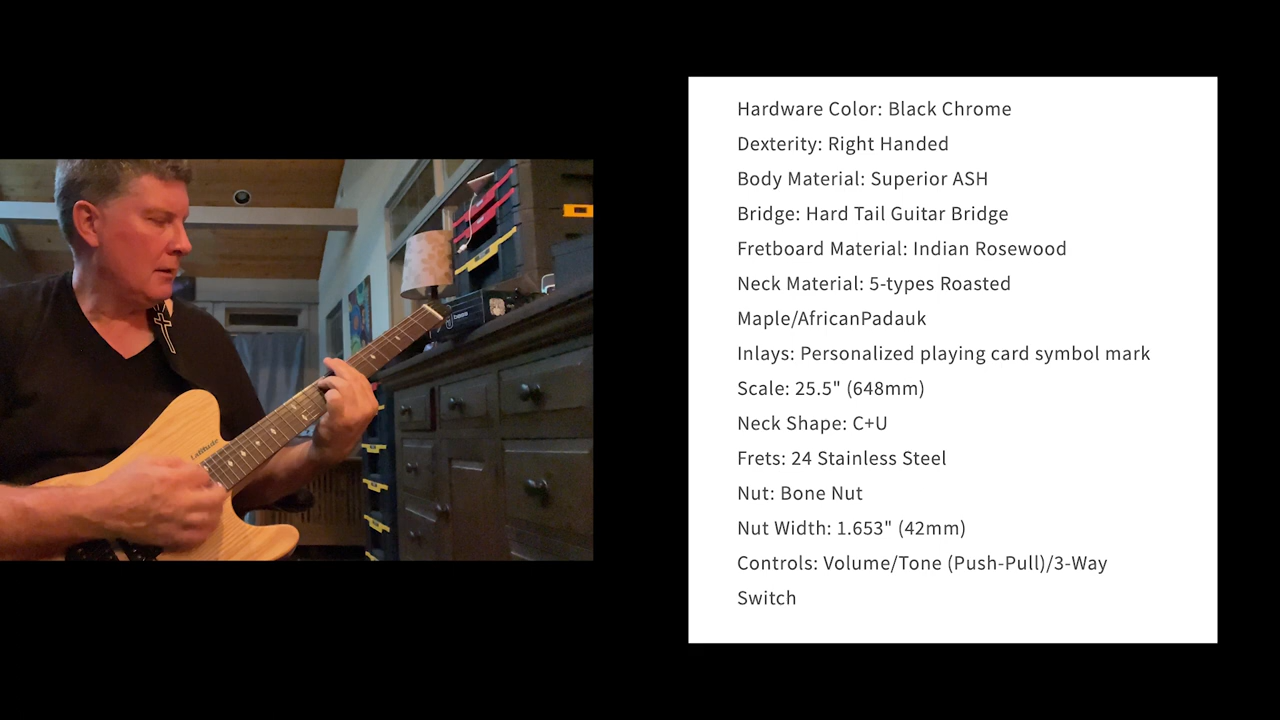 Latitude
Hardware Color: Black Chrome
Dexterity: Right Handed
Body Material: Superior ASH
Bridge: Hard Tail Guitar Bridge
Fretboard Material: Indian Rosewood
Neck Material: 5-types Roasted
Maple/AfricanPadauk
Inlays: Personalized playing card symbol mark
Scale: 25.5" (648mm)
Neck Shape: C+U
Frets: 24 Stainless Steel
Nut: Bone Nut
Nut Width: 1.653" (42mm)
Controls: Volume/Tone (Push-Pull)/3-Way
Switch